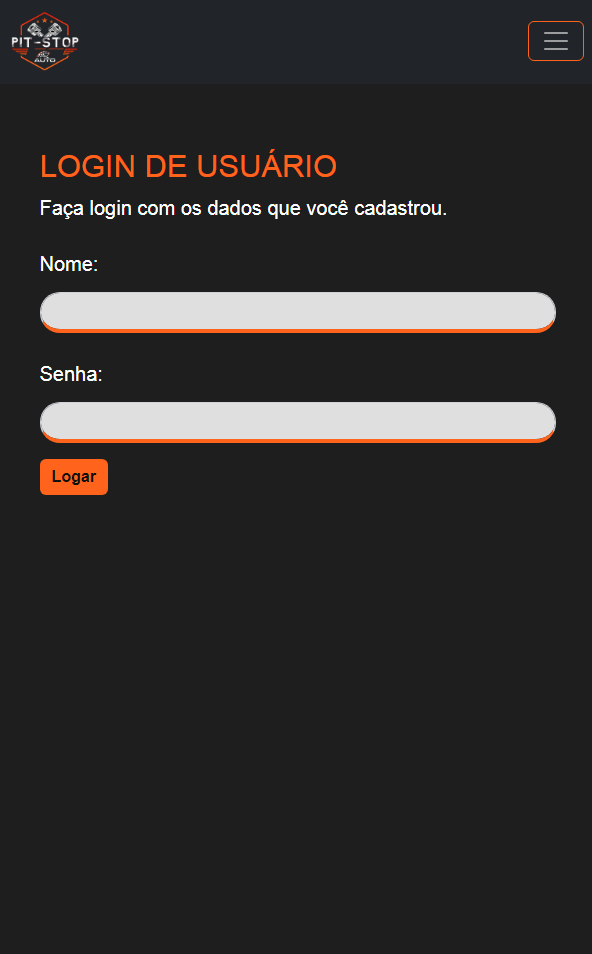 PIT-STOP
AUTO
LOGIN DE USUÁRIO
Faça login com os dados que você cadastrou.
Nome:
Senha:
Logar